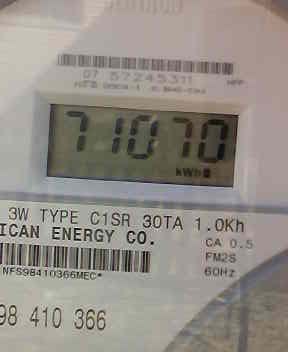 07 57245311
71070
kWh
3W TYPE C1SR 30TA 1.0Kh
ICAN ENERGY CO.
CA 0.5
FM2S
60Hz
NFS98410366MEC*
98 410 366